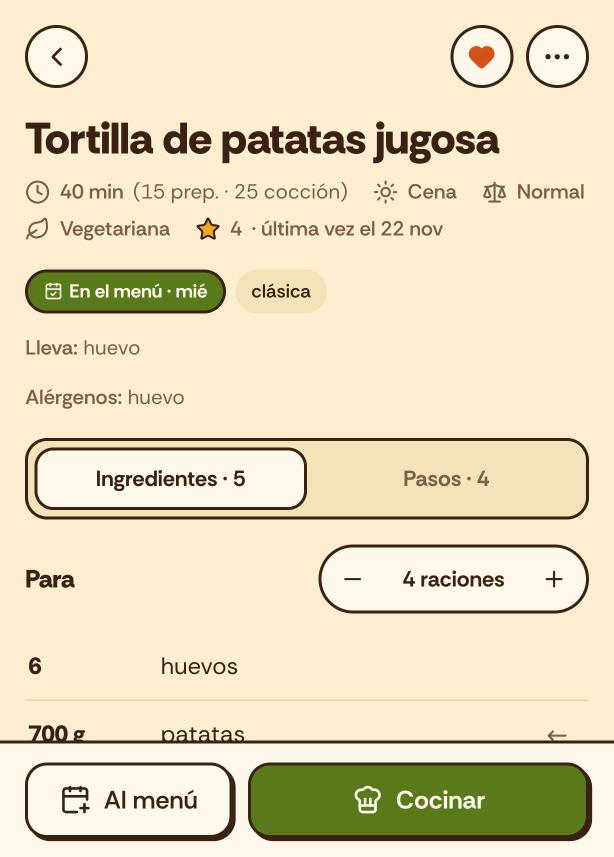 Tortilla de patatas jugosa
40 min (15 prep. · 25 cocción) Cena Normal
Vegetariana 4 · última vez el 22 nov
En el menú · mié clásica
Lleva: huevo
Alérgenos: huevo
Ingredientes · 5 Pasos · 4
Para − 4 raciones +
6 huevos
700 g patatas ←
Al menú Cocinar